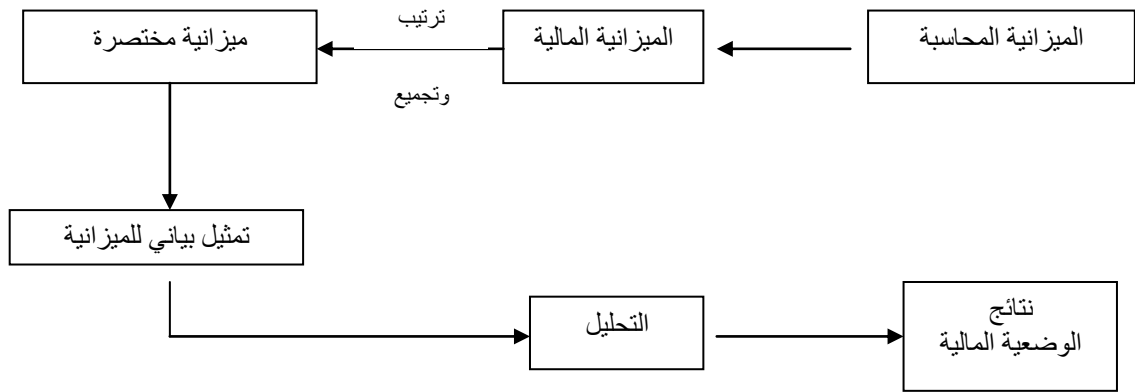 الميزانية المحاسبة
الميزانية المالية
ترتيب
وتجميع
ميزانية مختصرة
تمثيل بياني للميزانية
التحليل
نتائج
الوضعية المالية